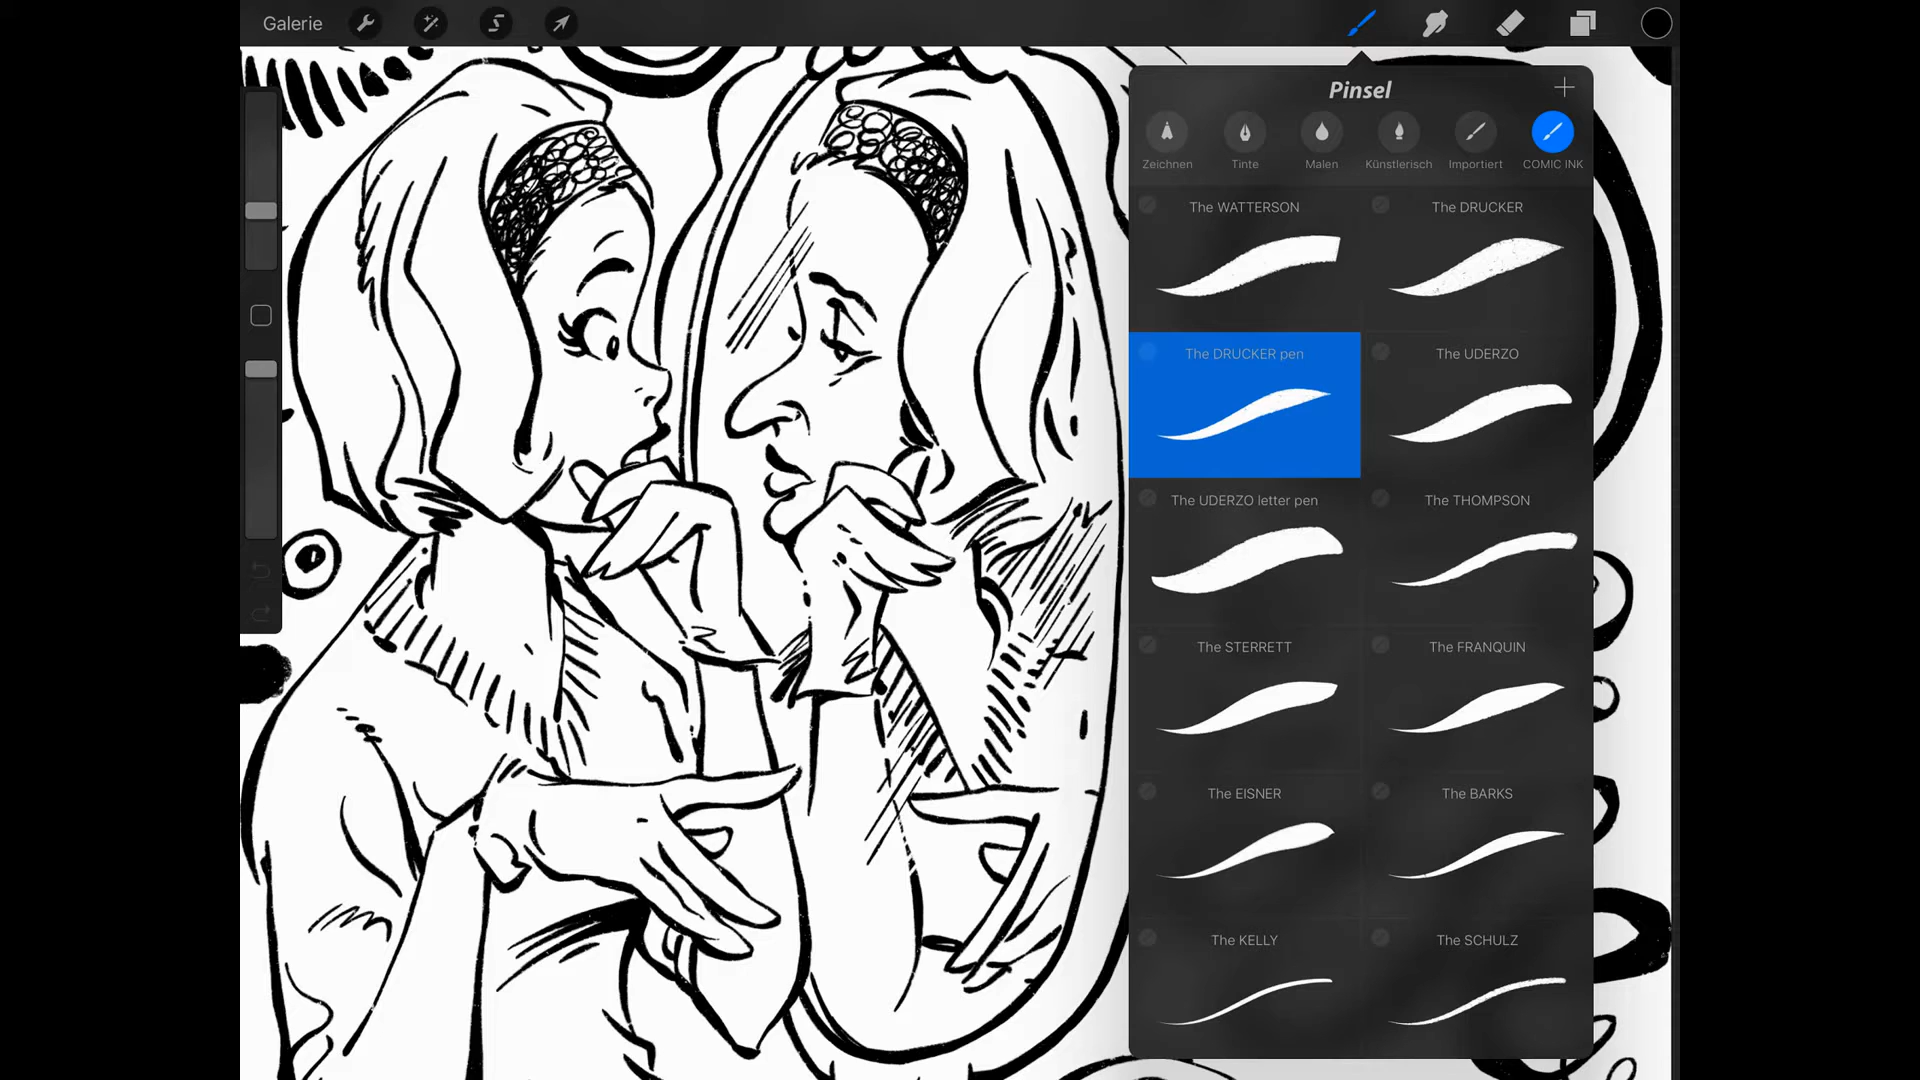 Galerie
Pinsel
Zeichnen Tinte Malen Künstlerisch Importiert COMIC INK
The WATTERSON The DRUCKER
The DRUCKER pen The UDERZO
The UDERZO letter pen The THOMPSON
The STERRETT The FRANQUIN
The EISNER The BARKS
The KELLY The SCHULZ